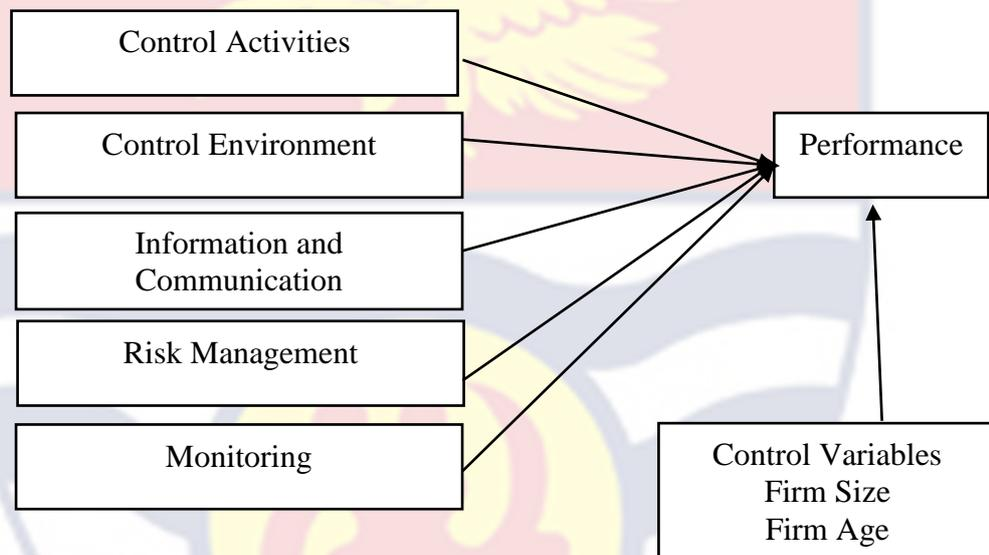 Control Activities
Control Environment
Information and
Communication
Risk Management
Monitoring
Performance
Control Variables
Firm Size
Firm Age